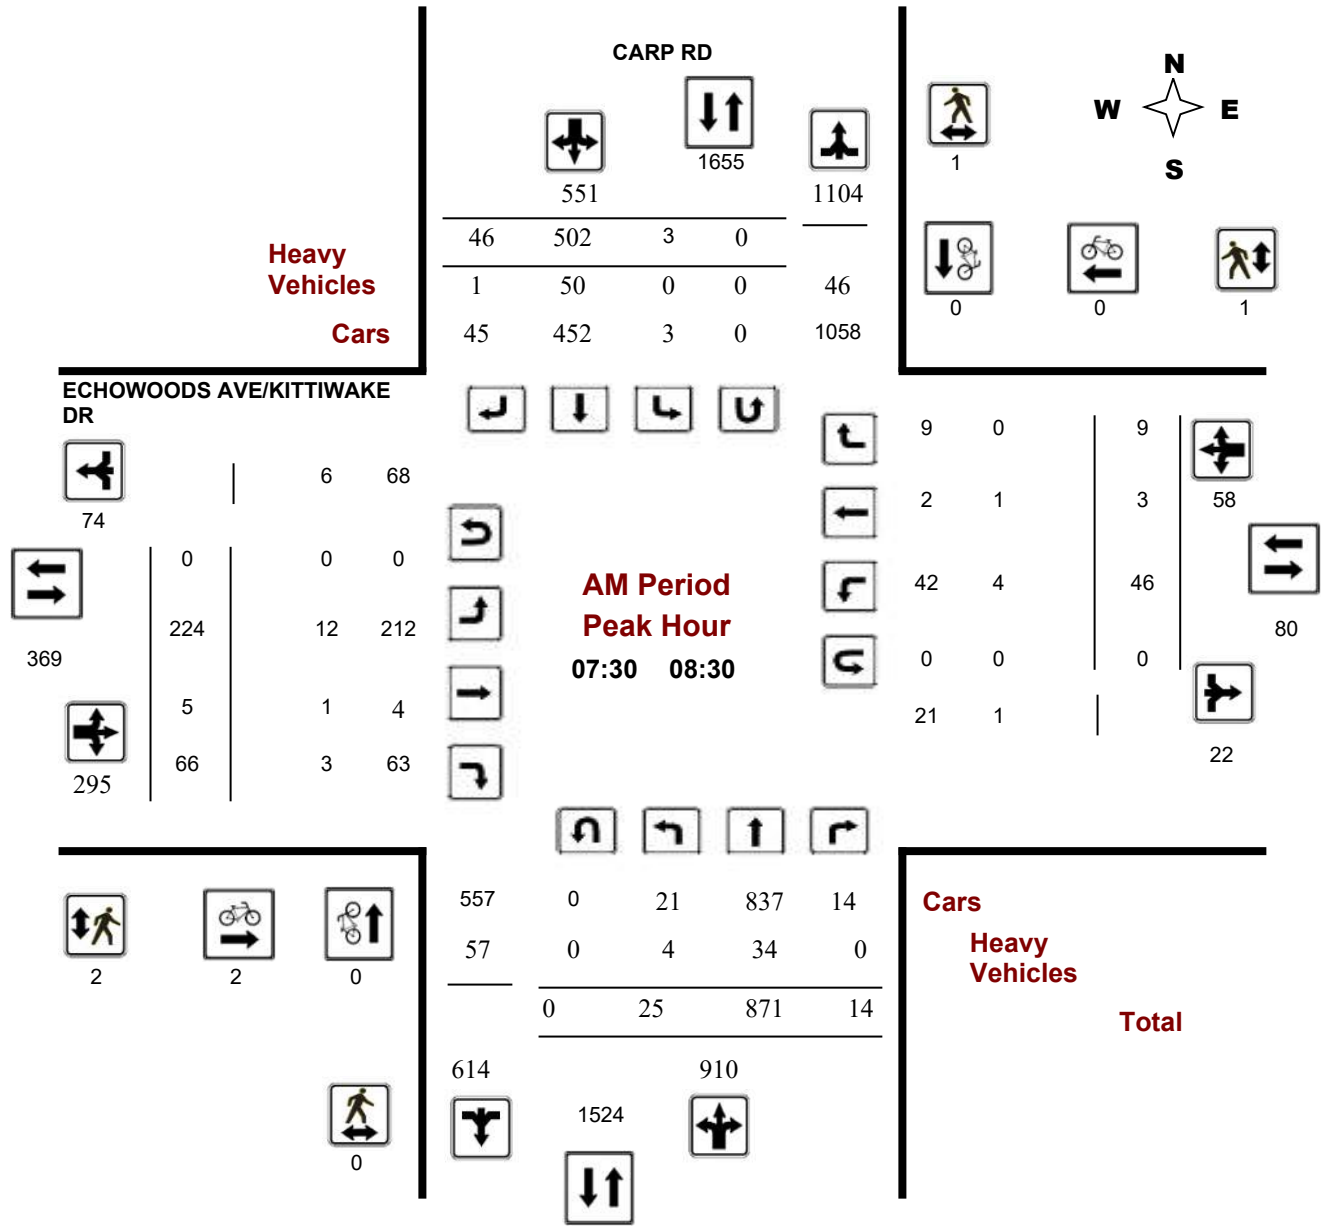 CARP RD
N
W E
S
1655
1
551
1104
46 502 3 0
Heavy
Vehicles
1 50 0 0 46
0 0 1
Cars
45 452 3 0 1058
ECHOWOODS AVE/KITTIWAKE
DR
9 0 9
6 68
74
2 1 3 58
0 0 0
AM Period
42 4 46
Peak Hour
224 12 212
80
369
07:30 08:30
0 0 0
5 1 4
21 1
22
66 3 63
295
557 0 21 837 14
Cars
57 0 4 34 0
Heavy
Vehicles
2 2 0
0 25 871 14
Total
614 910
1524
0